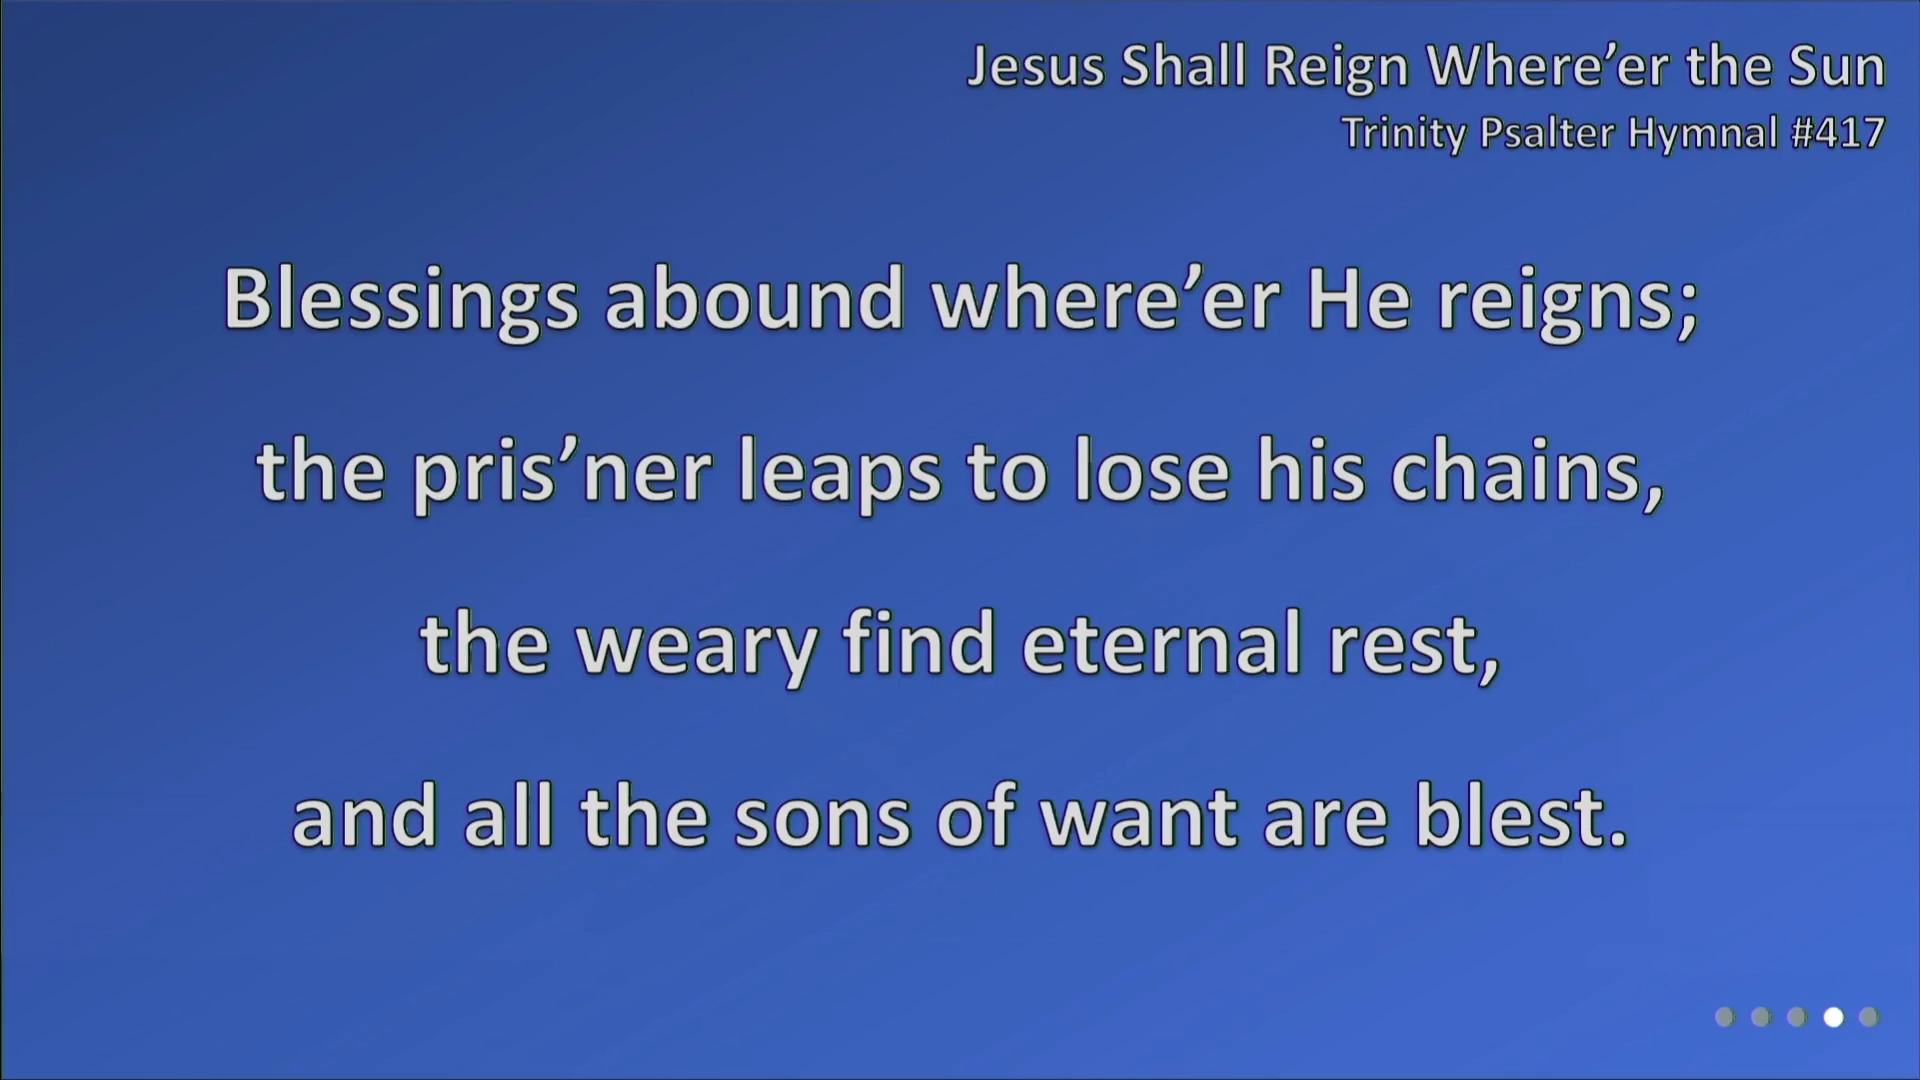 Jesus Shall Reign Where’er the Sun
Trinity Psalter Hymnal #417
Blessings abound where’er He reigns;
the pris’ner leaps to lose his chains,
the weary find eternal rest,
and all the sons of want are blest.